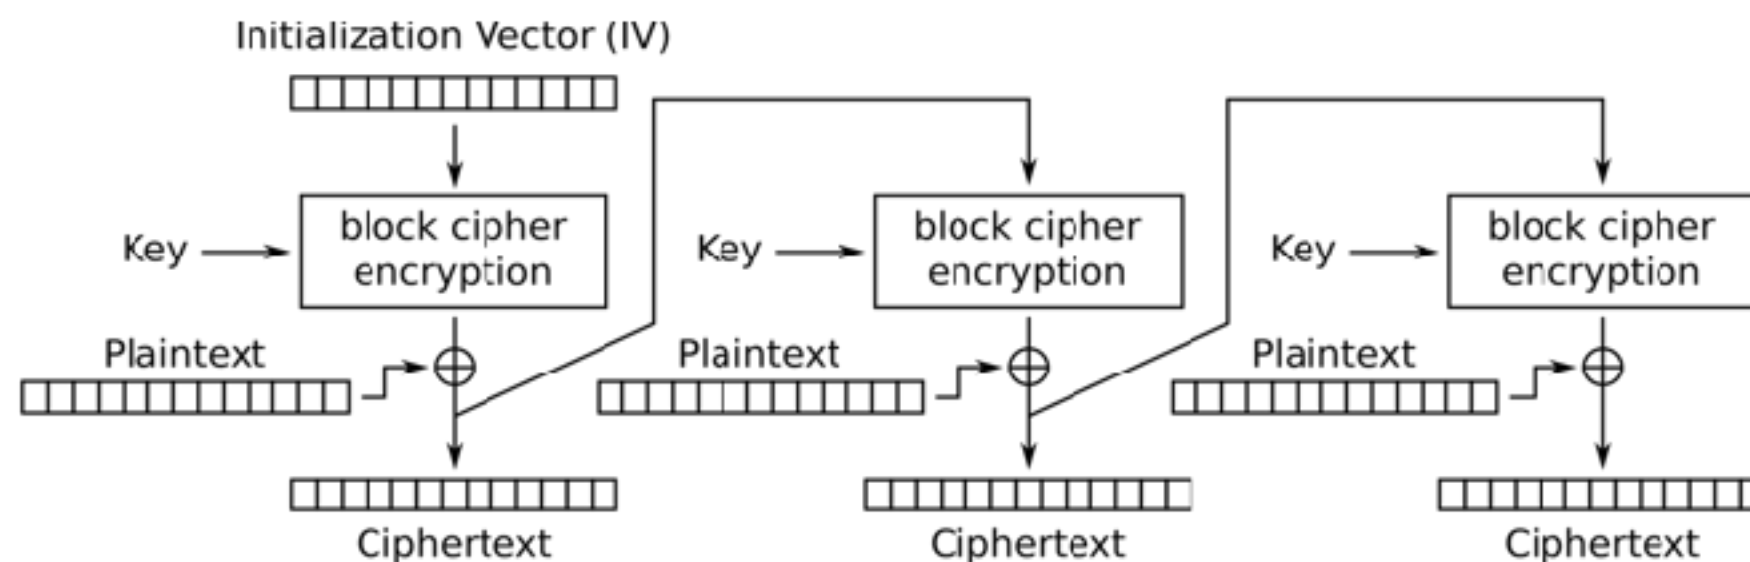 Initialization Vector (IV)
Key
block cipher
encryption
Key
block cipher
encryption
Key
block cipher
encryption
Plaintext
Plaintext
Plaintext
Ciphertext
Ciphertext
Ciphertext